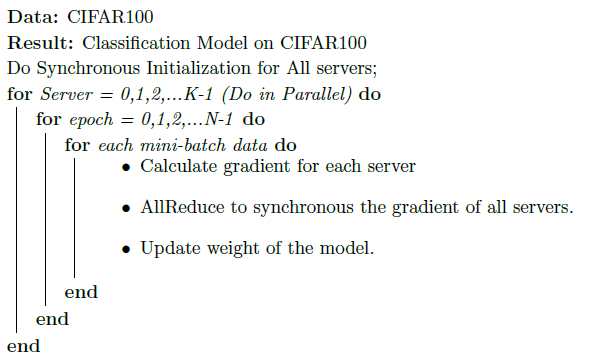 Data: CIFAR100
Result: Classification Model on CIFAR100
Do Synchronous Initialization for All servers;
for Server = 0,1,2,...K-1 (Do in Parallel) do
for epoch = 0,1,2,...N-1 do
for each mini-batch data do
• Calculate gradient for each server
• AllReduce to synchronous the gradient of all servers.
• Update weight of the model.
end
end
end